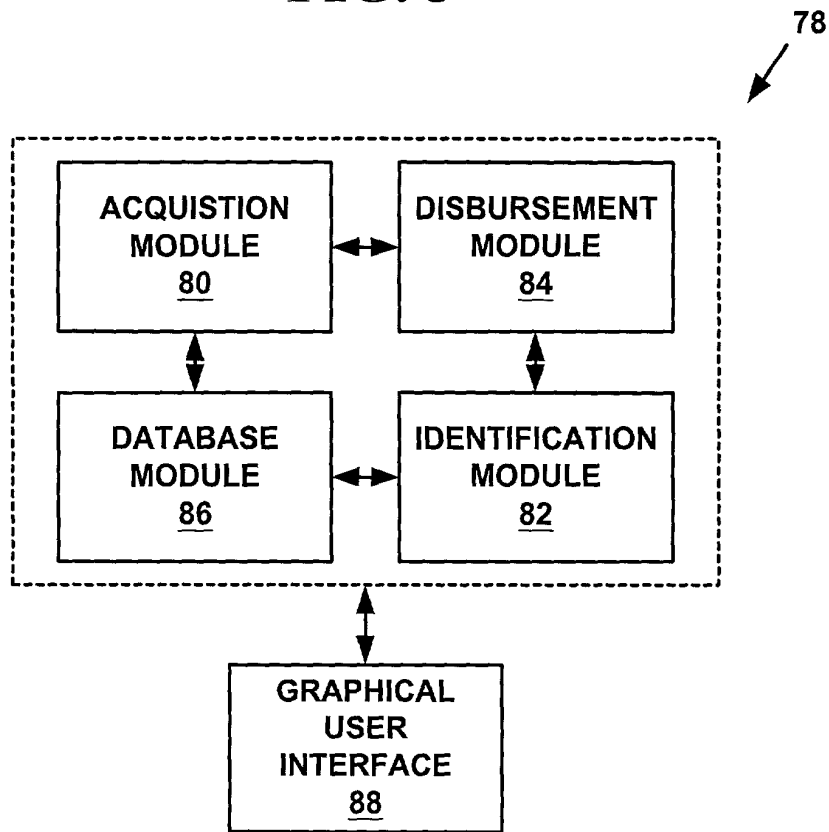 78
ACQUISTION
MODULE
80
DISBURSEMENT
MODULE
84
DATABASE
MODULE
86
IDENTIFICATION
MODULE
82
GRAPHICAL
USER
INTERFACE
88